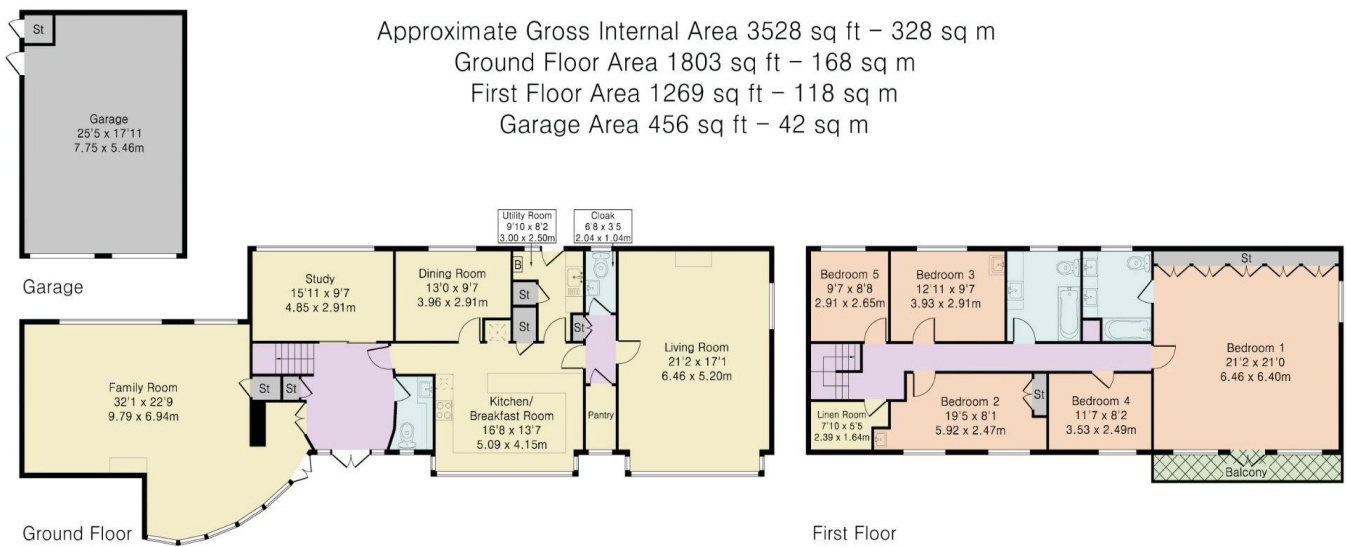 Approximate Gross Internal Area 3528 sq ft – 328 sq m
Ground Floor Area 1803 sq ft – 168 sq m
First Floor Area 1269 sq ft – 118 sq m
Garage Area 456 sq ft – 42 sq m
St
Garage
25'5 x 17'11
7.75 x 5.46m
Garage
Utility Room
9'10 x 8'2
3.00 x 2.50m
Cloak
6'8 x 3'5
2.04 x 1.04m
Study
15'11 x 9'7
4.85 x 2.91m
Dining Room
13'0 x 9'7
3.96 x 2.91m
B
St
St
St
Living Room
21'2 x 17'1
6.46 x 5.20m
Family Room
32'1 x 22'9
9.79 x 6.94m
St
St
Kitchen/
Breakfast Room
16'8 x 13'7
5.09 x 4.15m
Pantry
Ground Floor
Bedroom 5
9'7 x 8'8
2.91 x 2.65m
Bedroom 3
12'11 x 9'7
3.93 x 2.91m
St
Bedroom 1
21'2 x 21'0
6.46 x 6.40m
Linen Room
7'10 x 5'5
2.39 x 1.64m
Bedroom 2
19'5 x 8'1
5.92 x 2.47m
St
Bedroom 4
11'7 x 8'2
3.53 x 2.49m
Balcony
First Floor